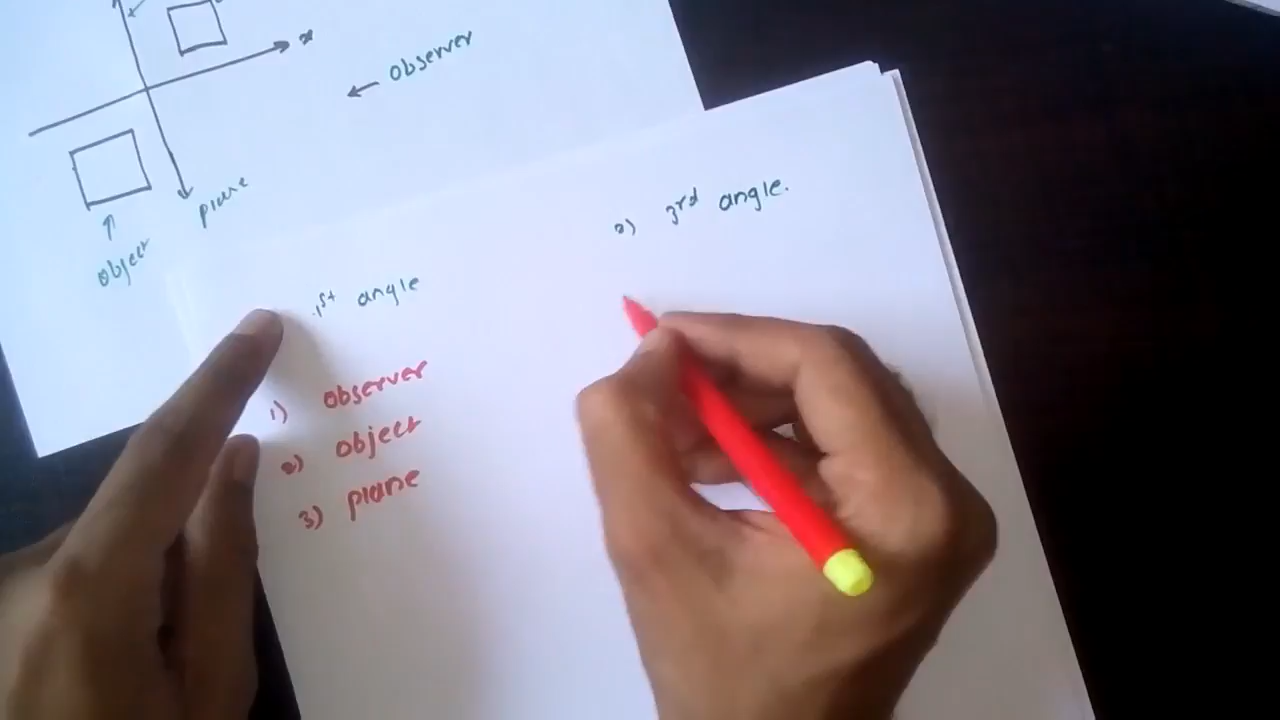 x
← observer
plane
object
2) 3rd angle.
1st angle
1) observer
2) object
3) plane